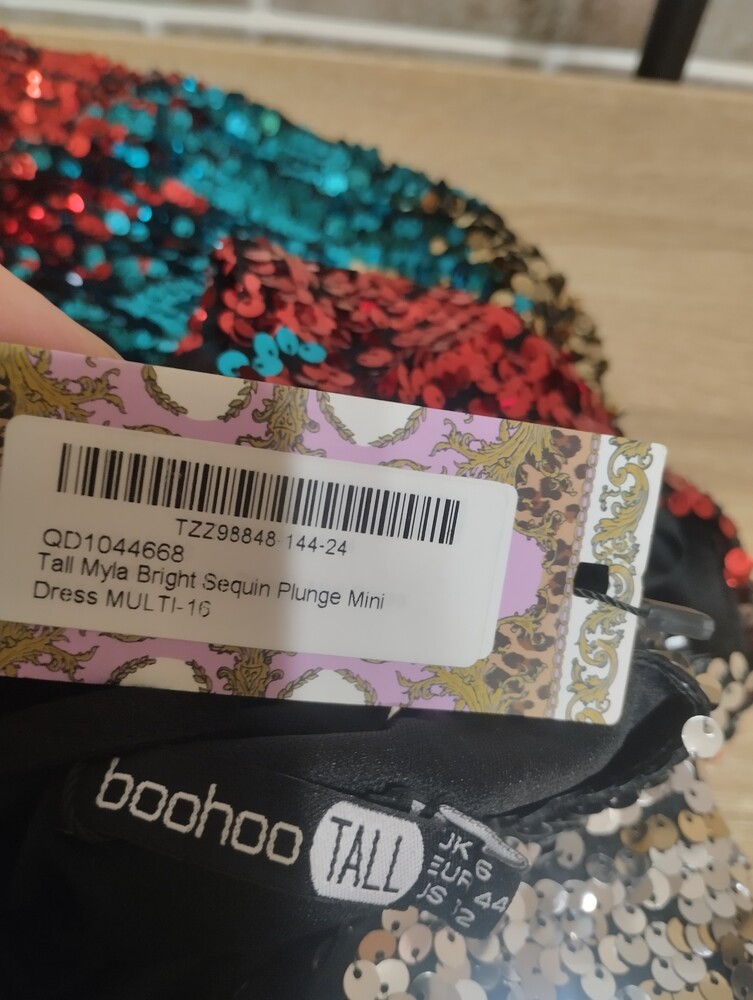 TZZ98848-144-24
QD1044668
Tall Myla Bright Sequin Plunge Mini
Dress MULTI-16
boohoo TALL
EUR 44